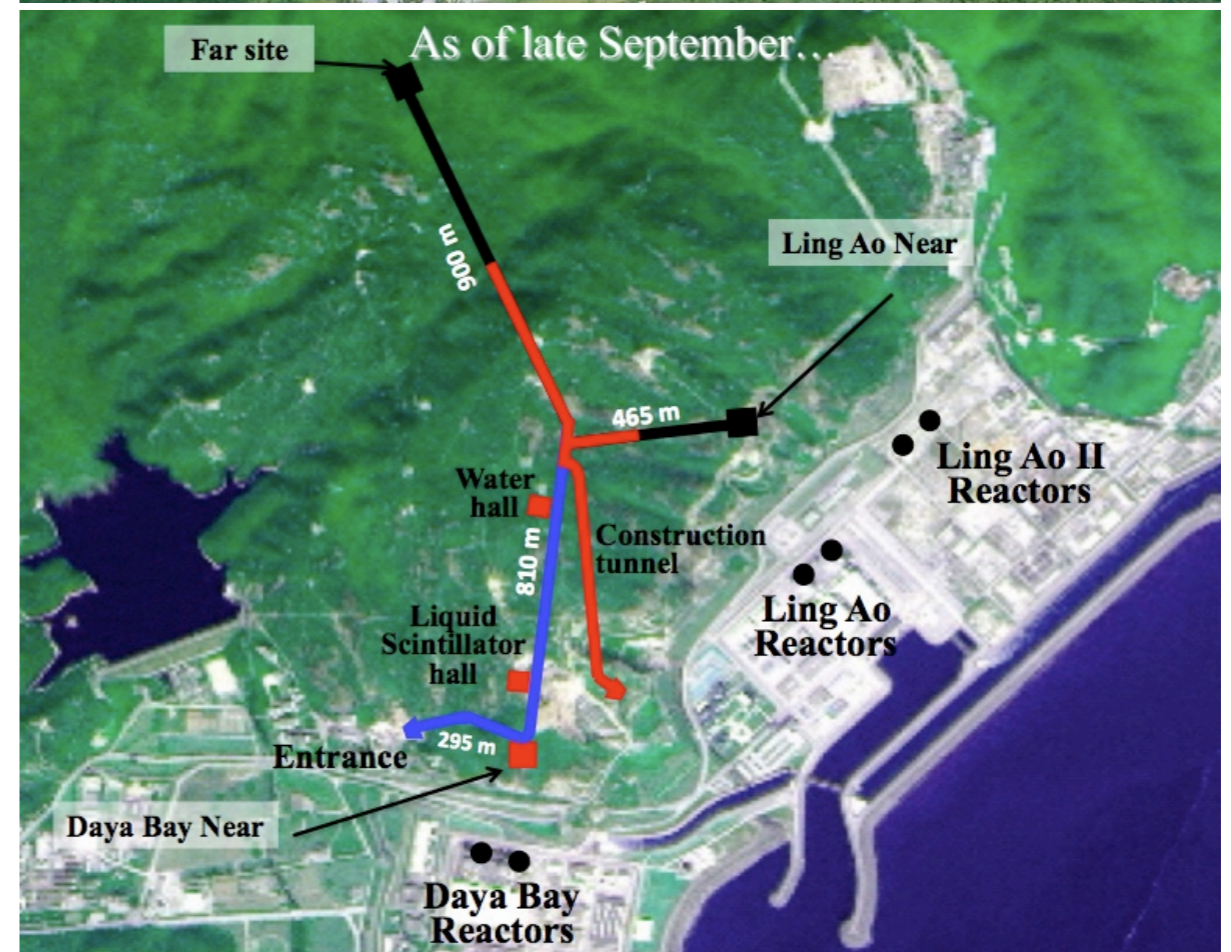 As of late September…
Far site
900 m
Ling Ao Near
465 m
Ling Ao II
Reactors
Water
hall
Construction
tunnel
810 m
Ling Ao
Reactors
Liquid
Scintillator
hall
295 m
Entrance
Daya Bay Near
Daya Bay
Reactors